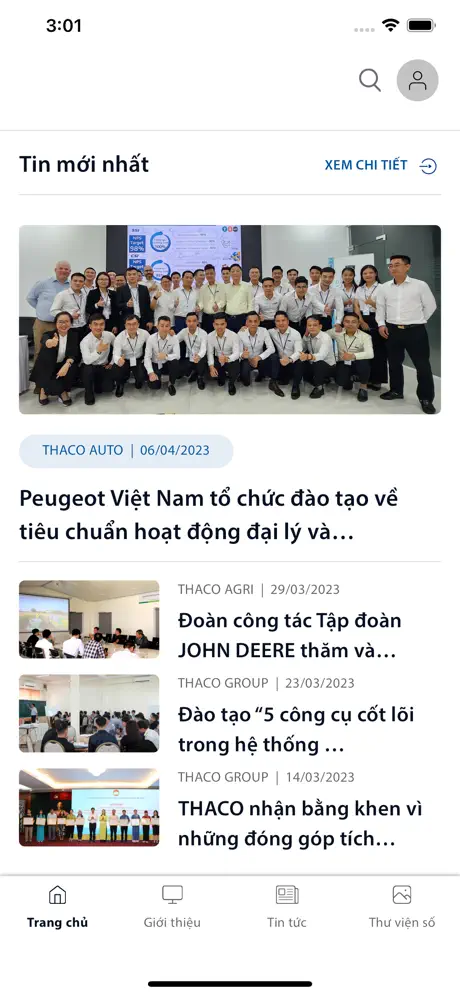 3:01
Tin mới nhất
XEM CHI TIẾT
THACO AUTO | 06/04/2023
Peugeot Việt Nam tổ chức đào tạo về
tiêu chuẩn hoạt động đại lý và...
THACO AGRI | 29/03/2023
Đoàn công tác Tập đoàn
JOHN DEERE thăm và...
THACO GROUP | 23/03/2023
Đào tạo “5 công cụ cốt lõi
trong hệ thống ...
THACO GROUP | 14/03/2023
THACO nhận bằng khen vì
những đóng góp tích...
Trang chủ
Giới thiệu
Tin tức
Thư viện số